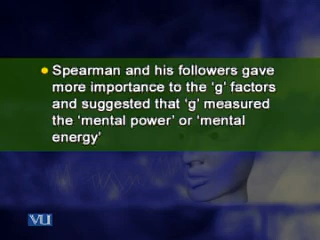 Spearman and his followers gave
more importance to the 'g' factors
and suggested that 'g' measured
the 'mental power' or 'mental
energy'
VU